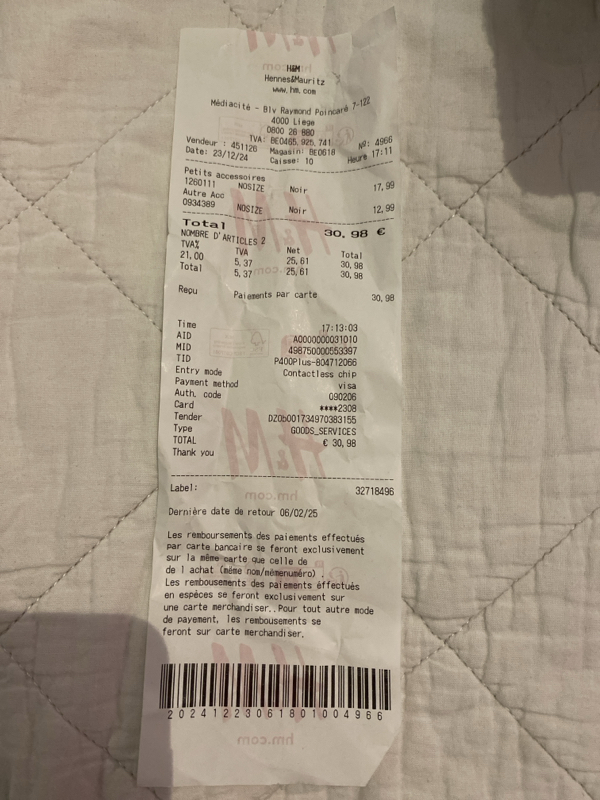 H&M
Hennes&Mauritz
www.hm.com
Médiacité - Blv Raymond Poincaré 7-122
4000 Liege
0800 26 880
TVA: BE0465.925.741 Nº: 4966
Vendeur : 451126 Magasin: BE0618 Heure 17:11
Date: 23/12/24 Caisse: 10
Petits accessoires
1260111 NOSIZE Noir 17,99
Autre Acc
0934389 NOSIZE Noir 12,99
Total 30,98 €
NOMBRE D'ARTICLES 2
TVA% TVA Net Total
21,00 5,37 25,61 30,98
Total 5,37 25,61 30,98
Reçu Paiements par carte 30,98
Time 17:13:03
AID A0000000031010
MID 498750000553397
TID P400Plus-804712066
Entry mode Contactless chip
Payment method visa
Auth. code 090206
Card ****2308
Tender DZ0b001734970383155
Type GOODS_SERVICES
TOTAL € 30,98
Thank you
Label: 32718496
Dernière date de retour 06/02/25
Les remboursements des paiements effectués
par carte bancaire se feront exclusivement
sur la même carte que celle de
de l achat (même nom/mêmenuméro) .
Les rembousements des paiements éffectués
en espèces se feront exclusivement sur
une carte merchandiser..Pour tout autre mode
de payement, les rembousements se
feront sur carte merchandiser.
20241223061801004966